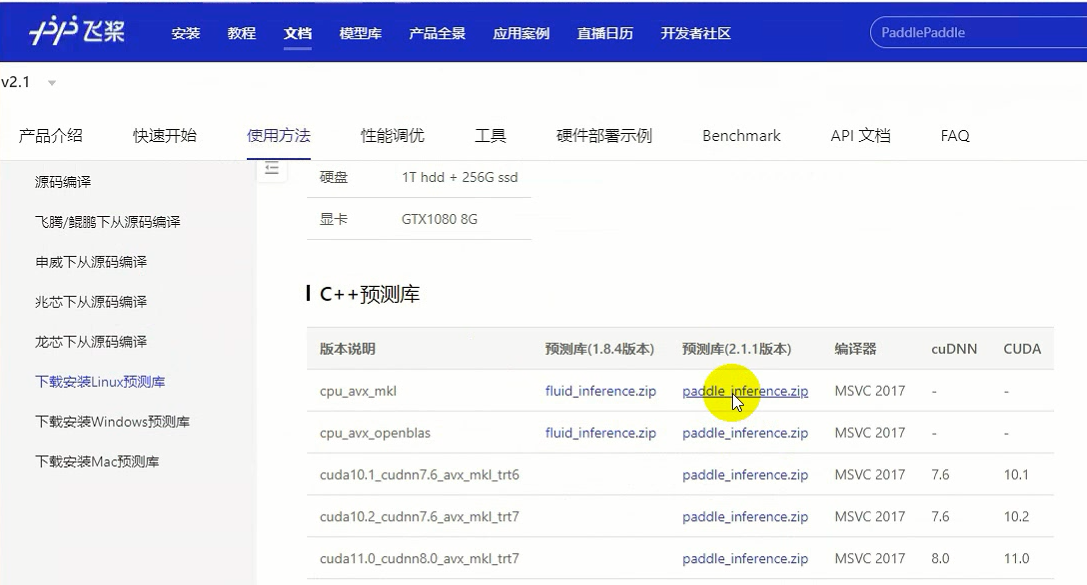 飞桨 安装 教程 文档 模型库 产品全景 应用案例 直播日历 开发者社区 PaddlePaddle
v2.1
产品介绍 快速开始 使用方法 性能调优 工具 硬件部署示例 Benchmark API 文档 FAQ
源码编译
飞腾/鲲鹏下从源码编译
申威下从源码编译
兆芯下从源码编译
龙芯下从源码编译
下载安装Linux预测库
下载安装Windows预测库
下载安装Mac预测库
硬盘 1T hdd + 256G ssd
显卡 GTX1080 8G
C++预测库
版本说明 预测库(1.8.4版本) 预测库(2.1.1版本) 编译器 cuDNN CUDA
cpu_avx_mkl fluid_inference.zip paddle_inference.zip MSVC 2017 - -
cpu_avx_openblas fluid_inference.zip paddle_inference.zip MSVC 2017 - -
cuda10.1_cudnn7.6_avx_mkl_trt6 paddle_inference.zip MSVC 2017 7.6 10.1
cuda10.2_cudnn7.6_avx_mkl_trt7 paddle_inference.zip MSVC 2017 7.6 10.2
cuda11.0_cudnn8.0_avx_mkl_trt7 paddle_inference.zip MSVC 2017 8.0 11.0